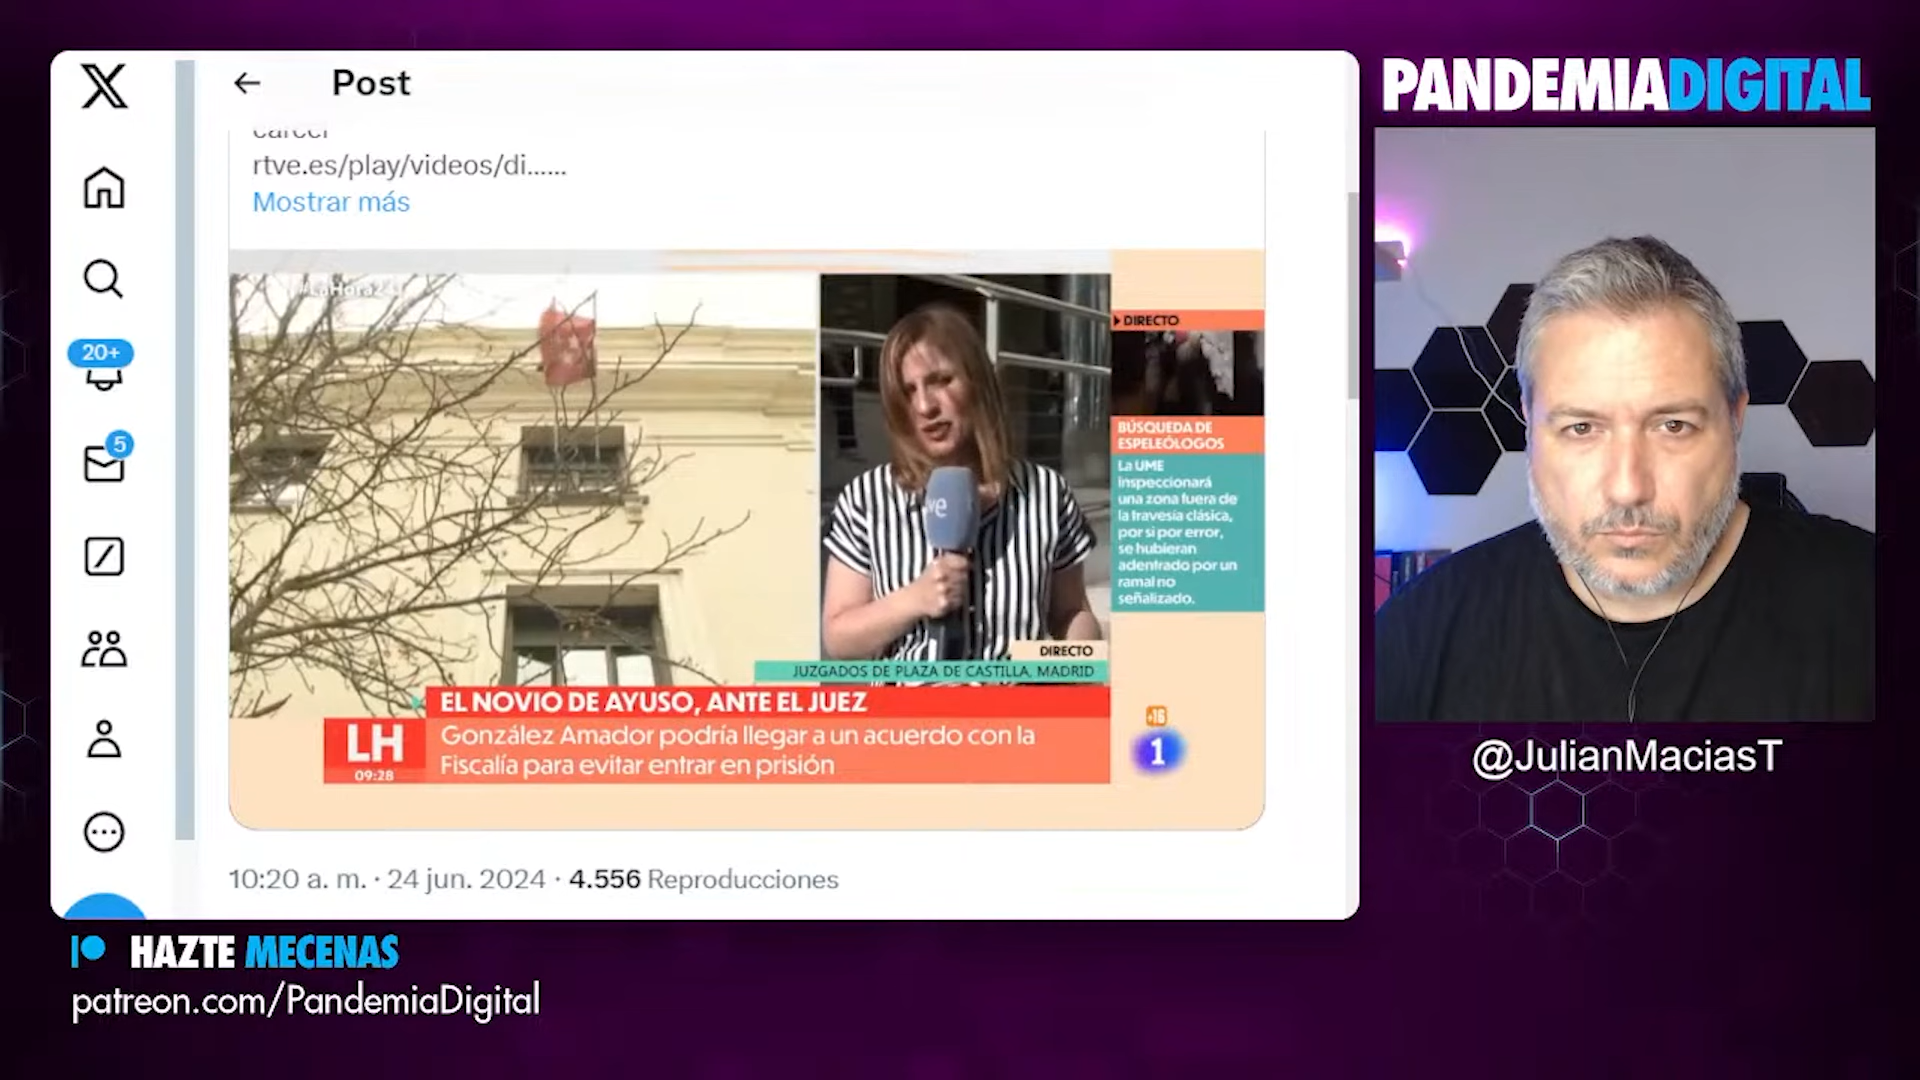 Post
cárcel
rtve.es/play/videos/di......
Mostrar más
20+
5
#LaHora24J
DIRECTO
BÚSQUEDA DE
ESPELEÓLOGOS
La UME
inspeccionará
una zona fuera de
la travesía clásica,
por si por error,
se hubieran
adentrado por un
ramal no
señalizado.
ve
DIRECTO
JUZGADOS DE PLAZA DE CASTILLA, MADRID
EL NOVIO DE AYUSO, ANTE EL JUEZ
LH
09:28
González Amador podría llegar a un acuerdo con la
Fiscalía para evitar entrar en prisión
+16
1
10:20 a. m. · 24 jun. 2024 · 4.556 Reproducciones
PANDEMIADIGITAL
@JulianMaciasT
HAZTE MECENAS
patreon.com/PandemiaDigital